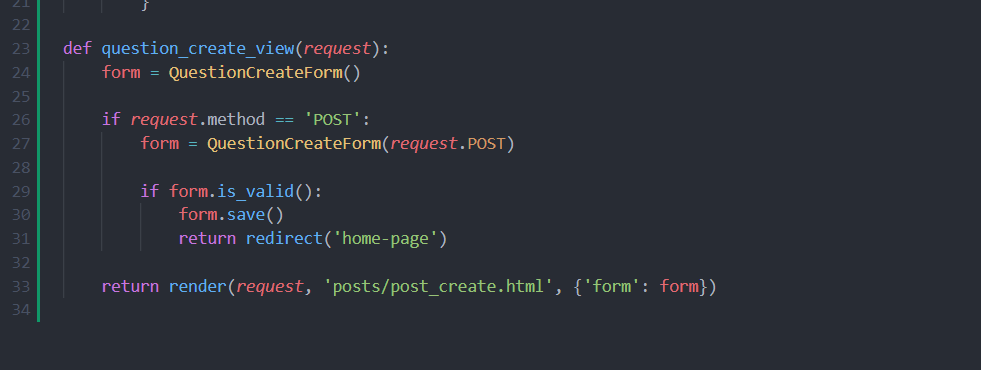 21 }
22
23 def question_create_view(request):
24 form = QuestionCreateForm()
25
26 if request.method == 'POST':
27 form = QuestionCreateForm(request.POST)
28
29 if form.is_valid():
30 form.save()
31 return redirect('home-page')
32
33 return render(request, 'posts/post_create.html', {'form': form})
34